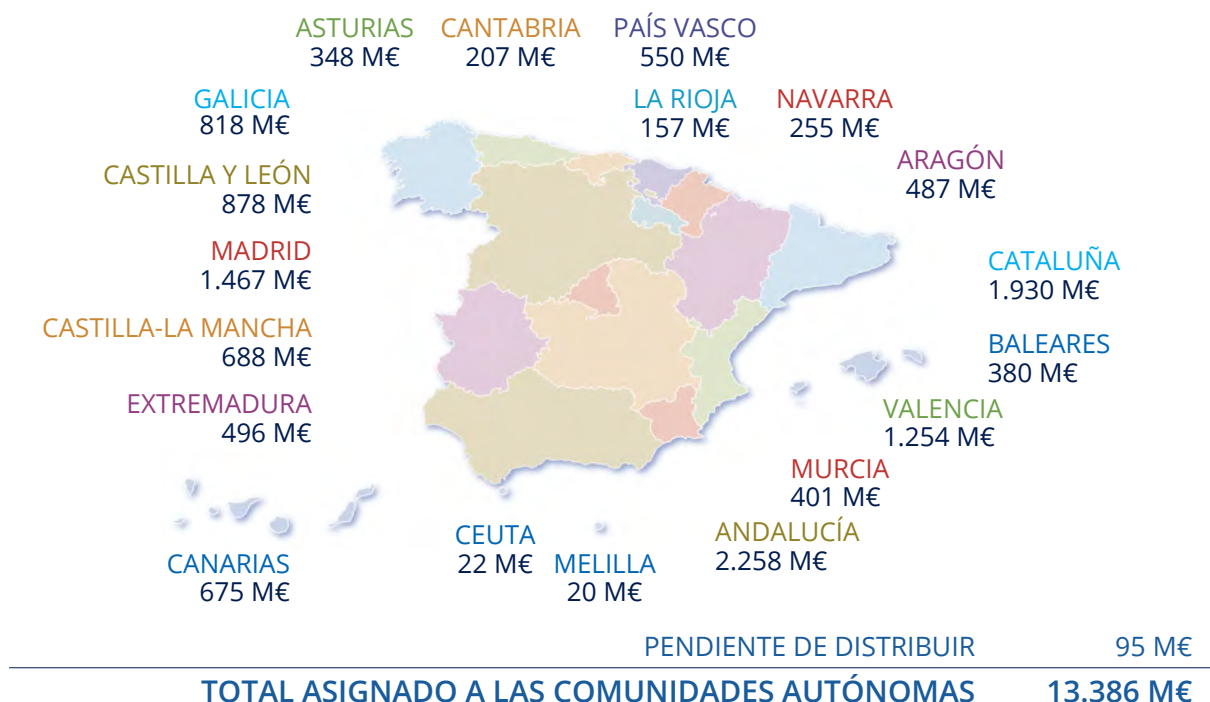 ASTURIAS
348 M€
CANTABRIA
207 M€
PAÍS VASCO
550 M€
GALICIA
818 M€
LA RIOJA
157 M€
NAVARRA
255 M€
ARAGÓN
487 M€
CASTILLA Y LEÓN
878 M€
MADRID
1.467 M€
CATALUÑA
1.930 M€
CASTILLA-LA MANCHA
688 M€
BALEARES
380 M€
EXTREMADURA
496 M€
VALENCIA
1.254 M€
MURCIA
401 M€
ANDALUCÍA
2.258 M€
CEUTA
22 M€
MELILLA
20 M€
CANARIAS
675 M€
PENDIENTE DE DISTRIBUIR 95 M€
TOTAL ASIGNADO A LAS COMUNIDADES AUTÓNOMAS 13.386 M€